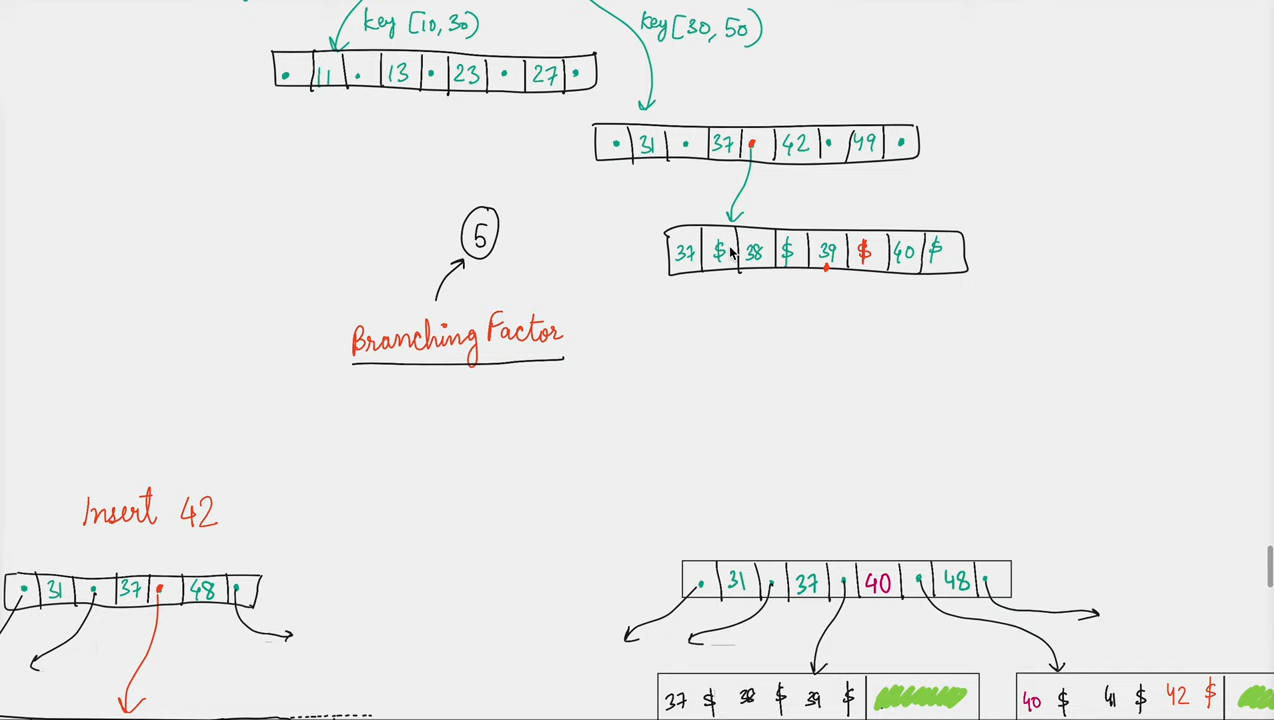 key [10, 30)
key [30, 50)
11 13 23 27
31 37 42 49
37 $ 38 $ 39 $ 40 $
5
Branching Factor
Insert 42
31 37 48
31 37 40 48
37 $ 38 $ 39 $
40 $ 41 $ 42 $